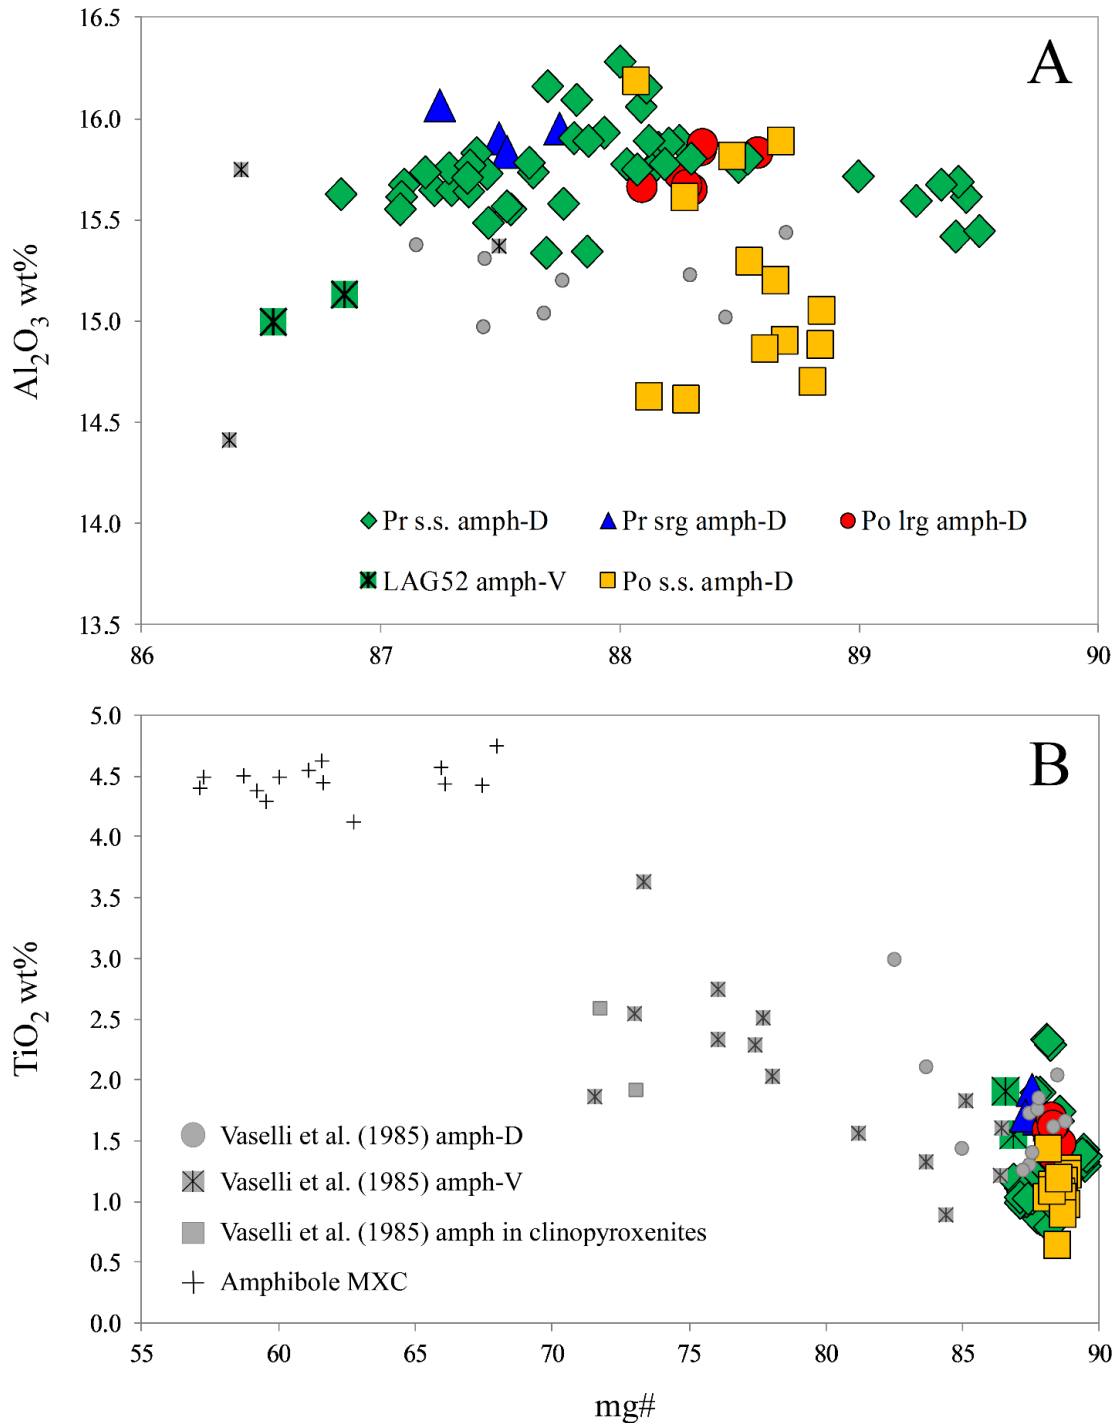 16.5
A
16.0
15.5
15.0
14.5
14.0
13.5
Al2O3 wt%
Pr s.s. amph-D
Pr srg amph-D
Po lrg amph-D
LAG52 amph-V
Po s.s. amph-D
86
87
88
89
90
5.0
B
4.5
4.0
3.5
3.0
2.5
2.0
1.5
1.0
0.5
0.0
TiO2 wt%
Vaselli et al. (1985) amph-D
Vaselli et al. (1985) amph-V
Vaselli et al. (1985) amph in clinopyroxenites
Amphibole MXC
55
60
65
70
75
80
85
90
mg#